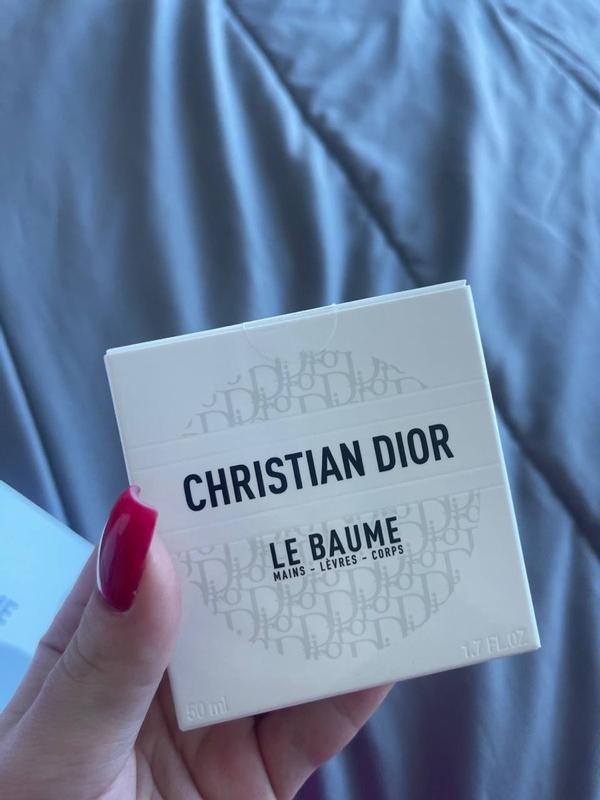 CHRISTIAN DIOR
LE BAUME
MAINS - LÈVRES - CORPS
1.7 FL.OZ.
50 ml